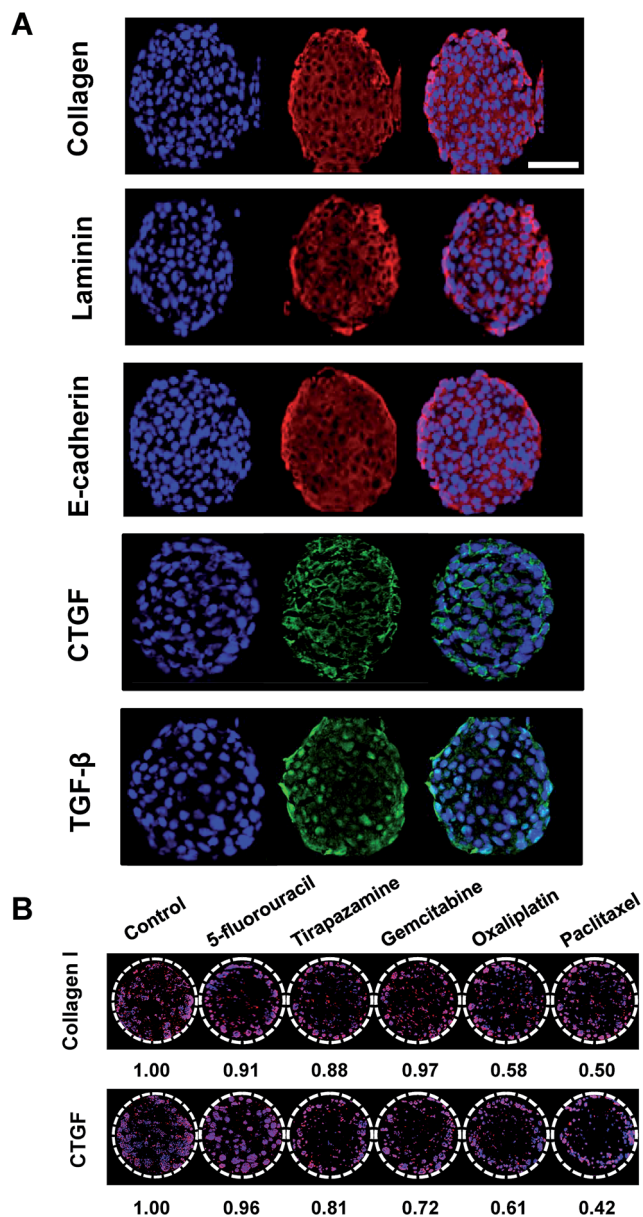 A
Collagen
Laminin
E-cadherin
CTGF
TGF-β
B
Control
5-fluorouracil
Tirapazamine
Gemcitabine
Oxaliplatin
Paclitaxel
Collagen I
1.00 0.91 0.88 0.97 0.58 0.50
CTGF
1.00 0.96 0.81 0.72 0.61 0.42